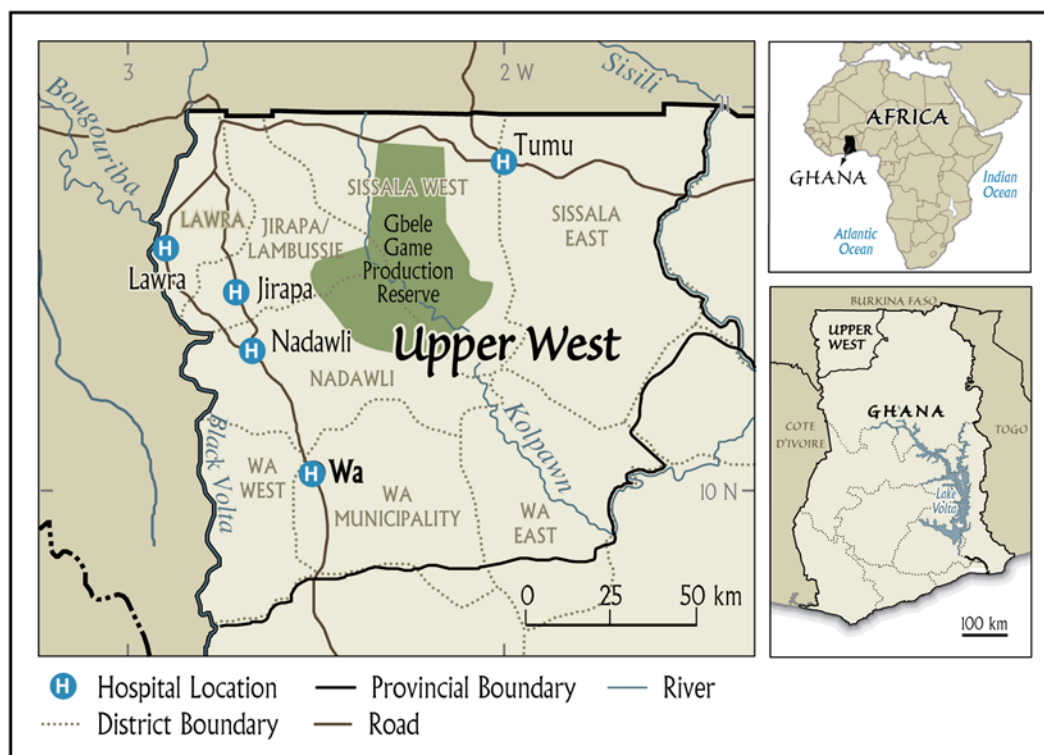 3
2 W
Sisili
11
Bougouriba
Tumu
SISSALA WEST
LAWRA
JIRAPA/
LAMBUSSIE
Gbele
Game
Production
Reserve
SISSALA
EAST
Lawra
Jirapa
Nadawli
Upper West
NADAWLI
Black Volta
Kolpawn
WA
WEST
Wa
WA
MUNICIPALITY
WA
EAST
10 N
0 25 50 km
H Hospital Location
Provincial Boundary
River
District Boundary
Road
AFRICA
GHANA
Indian
Ocean
Atlantic
Ocean
BURKINA FASO
UPPER
WEST
GHANA
COTE
D'IVOIRE
TOGO
Lake
Volta
100 km
H
H
H
H
H